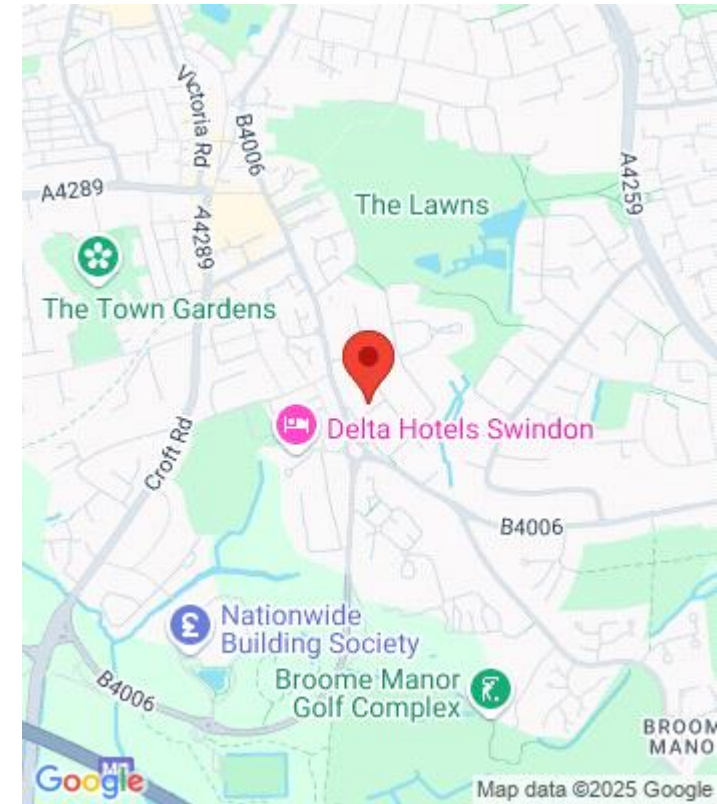 Victoria Rd
B4006
A4289
A4289
The Lawns
A4259
The Town Gardens
Delta Hotels Swindon
Croft Rd
B4006
£
Nationwide
Building Society
Broome Manor
Golf Complex
B4006
BROOM
MANO
Google
Map data ©2025 Google